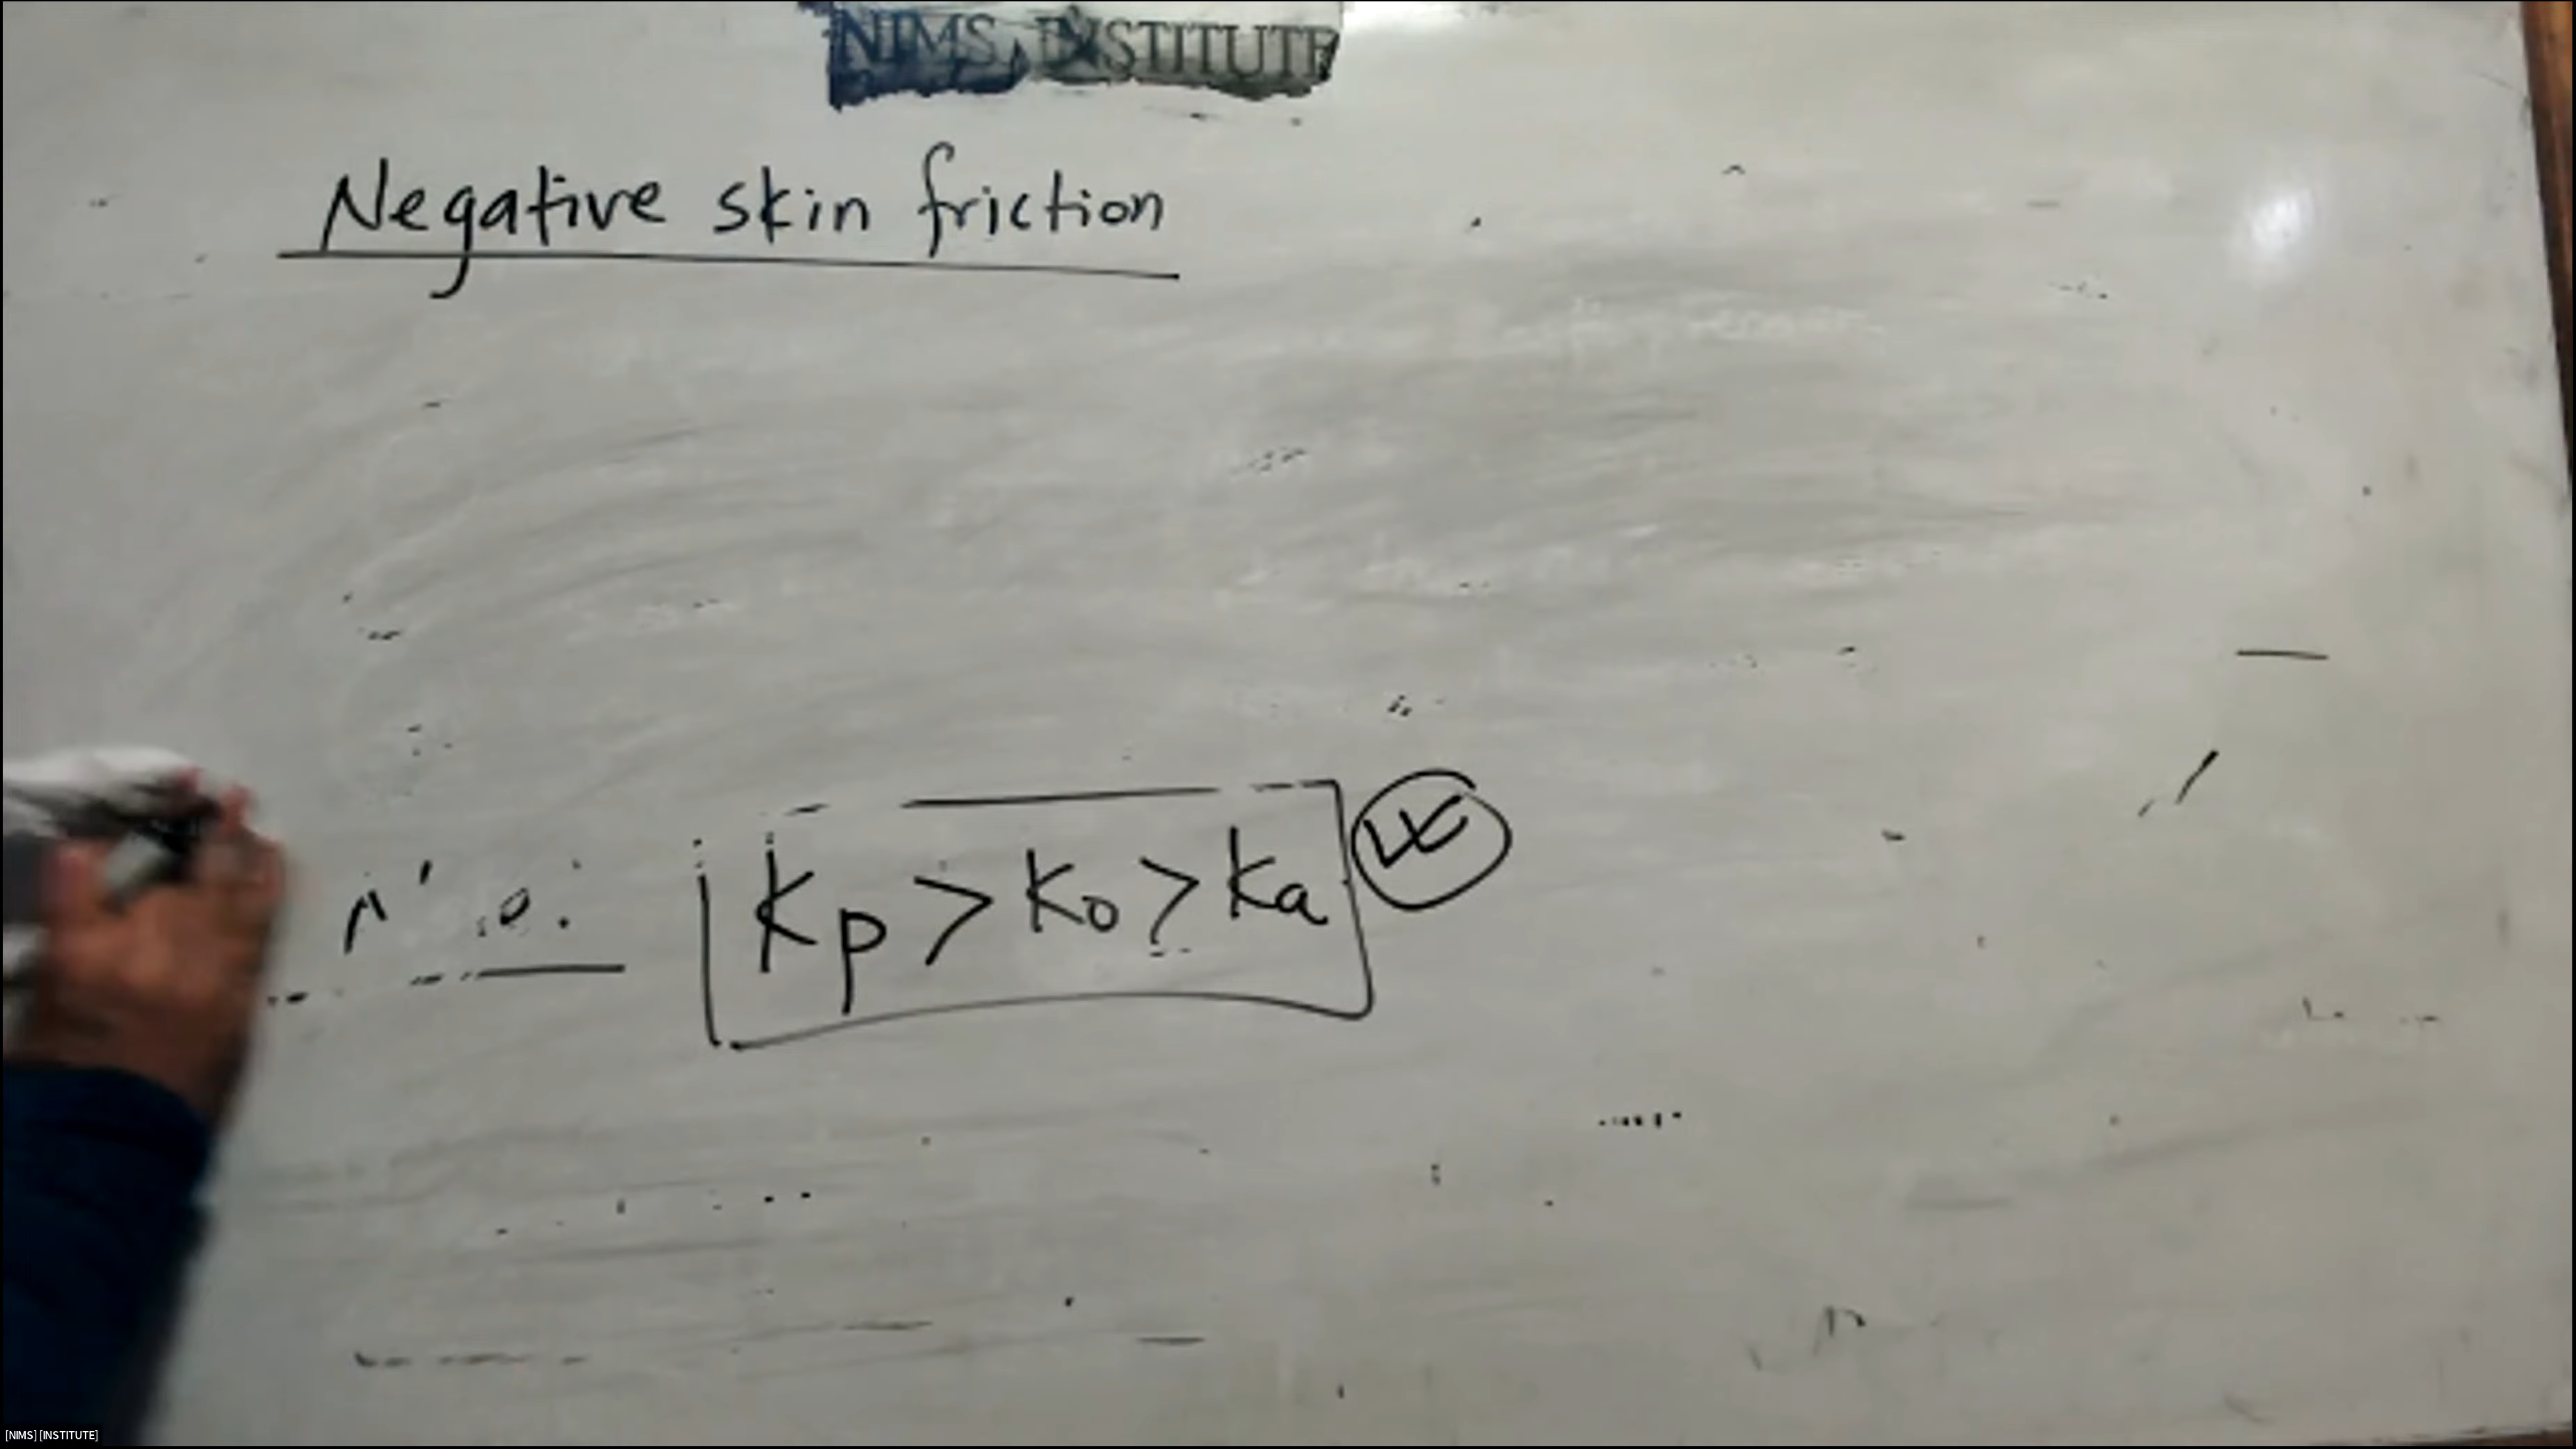 NIMS INSTITUTE
Negative skin friction
Kp > Ko > Ka
[NIMS] [INSTITUTE]